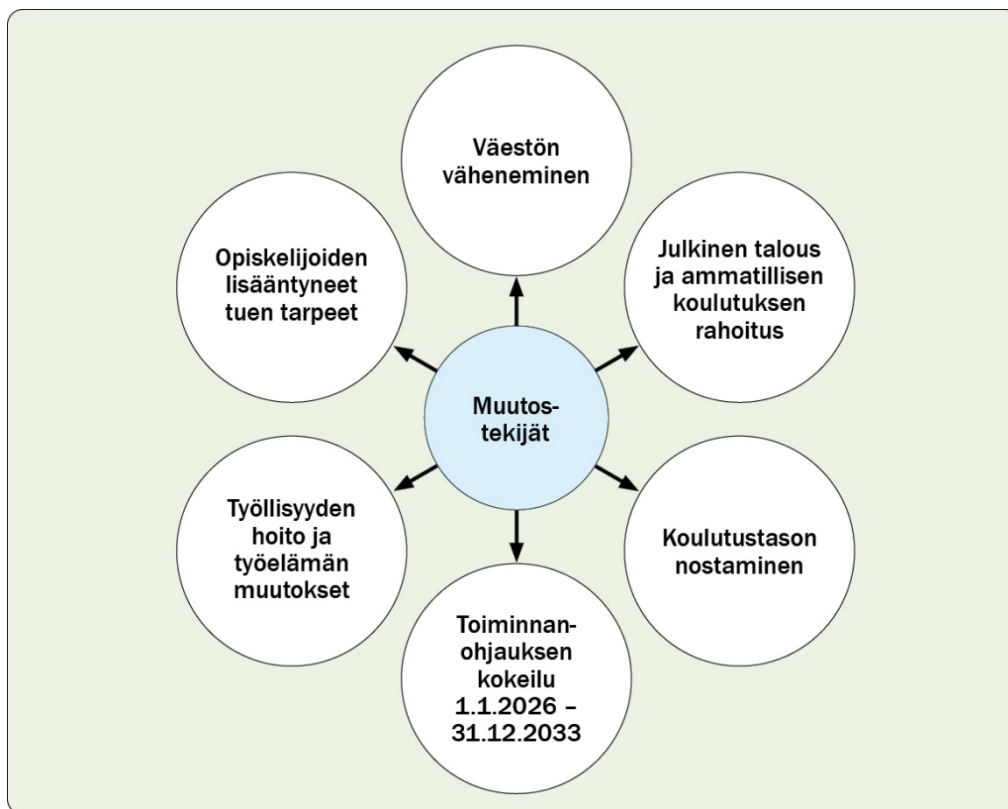 Väestön
väheneminen
Julkinen talous
ja ammatillisen
koulutuksen
rahoitus
Koulutustason
nostaminen
Toiminnan-
ohjauksen
kokeilu
1.1.2026 –
31.12.2033
Työllisyyden
hoito ja
työelämän
muutokset
Opiskelijoiden
lisääntyneet
tuen tarpeet
Muutos-
tekijät